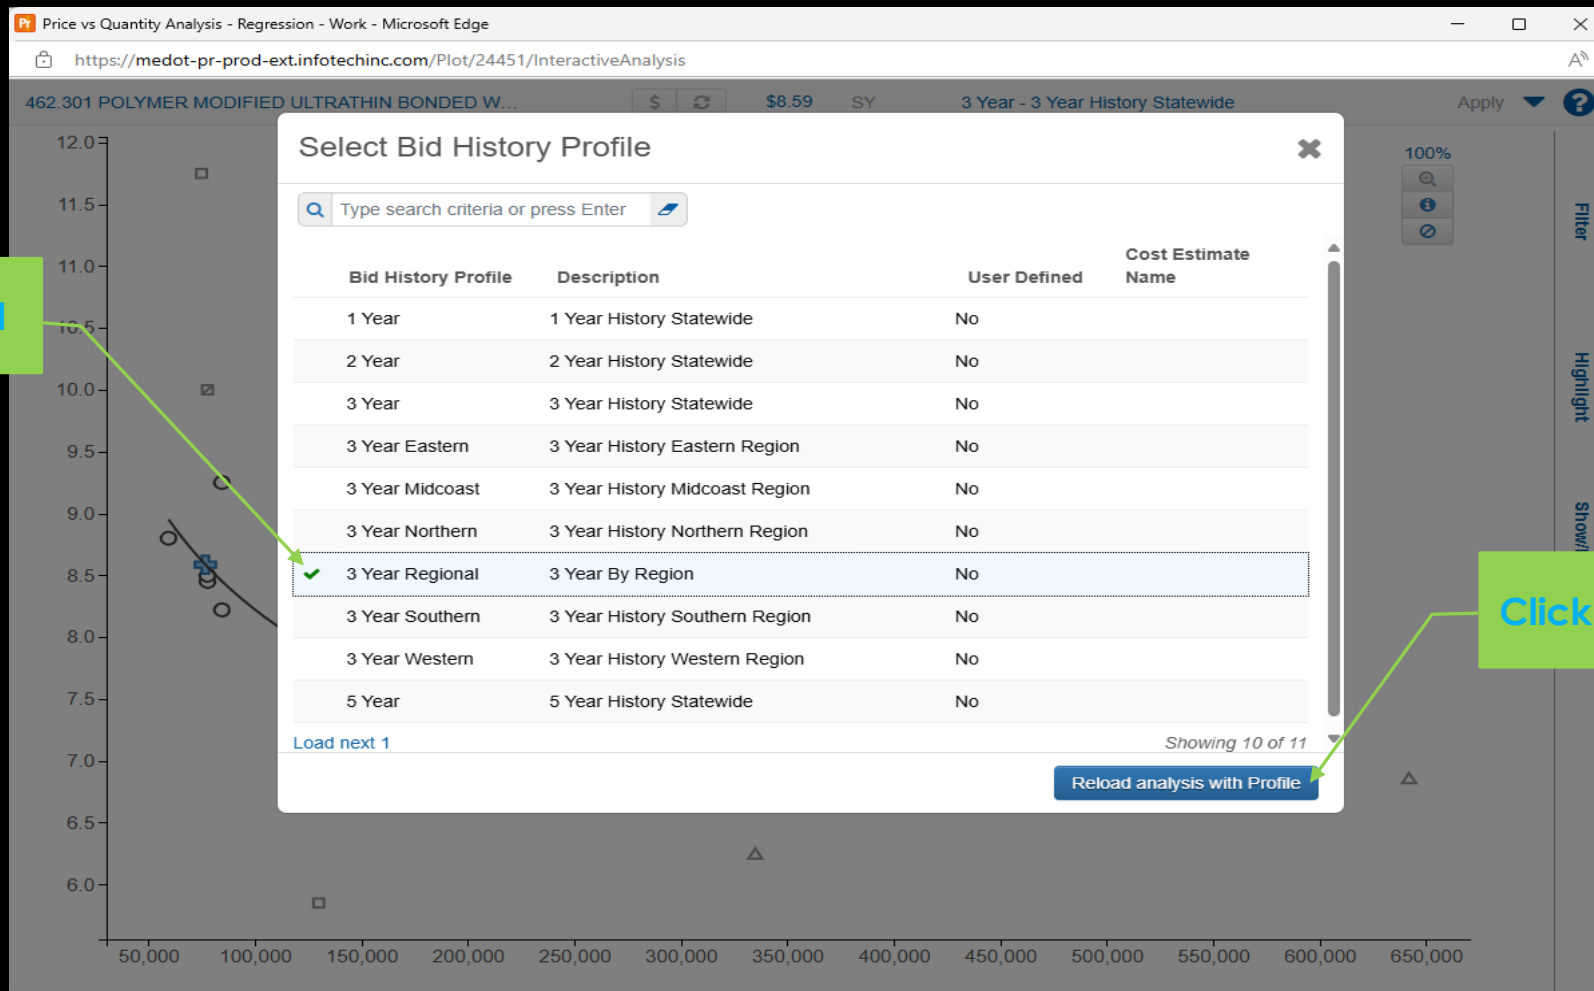 Price vs Quantity Analysis - Regression - Work - Microsoft Edge
https://medot-pr-prod-ext.infotechinc.com/Plot/24451/InteractiveAnalysis
462.301 POLYMER MODIFIED ULTRATHIN BONDED W... $ $8.59 SY 3 Year - 3 Year History Statewide Apply ?
Select Bid History Profile
Type search criteria or press Enter
Bid History Profile Description User Defined Cost Estimate Name
1 Year 1 Year History Statewide No
2 Year 2 Year History Statewide No
3 Year 3 Year History Statewide No
3 Year Eastern 3 Year History Eastern Region No
3 Year Midcoast 3 Year History Midcoast Region No
3 Year Northern 3 Year History Northern Region No
3 Year Regional 3 Year By Region No
3 Year Southern 3 Year History Southern Region No
3 Year Western 3 Year History Western Region No
5 Year 5 Year History Statewide No
Load next 1 Showing 10 of 11
Reload analysis with Profile
100%
Filter
Highlight
Click
12.0
11.5
11.0
10.5
10.0
9.5
9.0
8.5
8.0
7.5
7.0
6.5
6.0
50,000 100,000 150,000 200,000 250,000 300,000 350,000 400,000 450,000 500,000 550,000 600,000 650,000